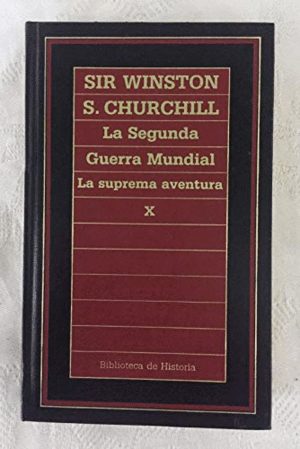 SIR WINSTON
S. CHURCHILL
La Segunda
Guerra Mundial
La suprema aventura
X
Biblioteca de Historia